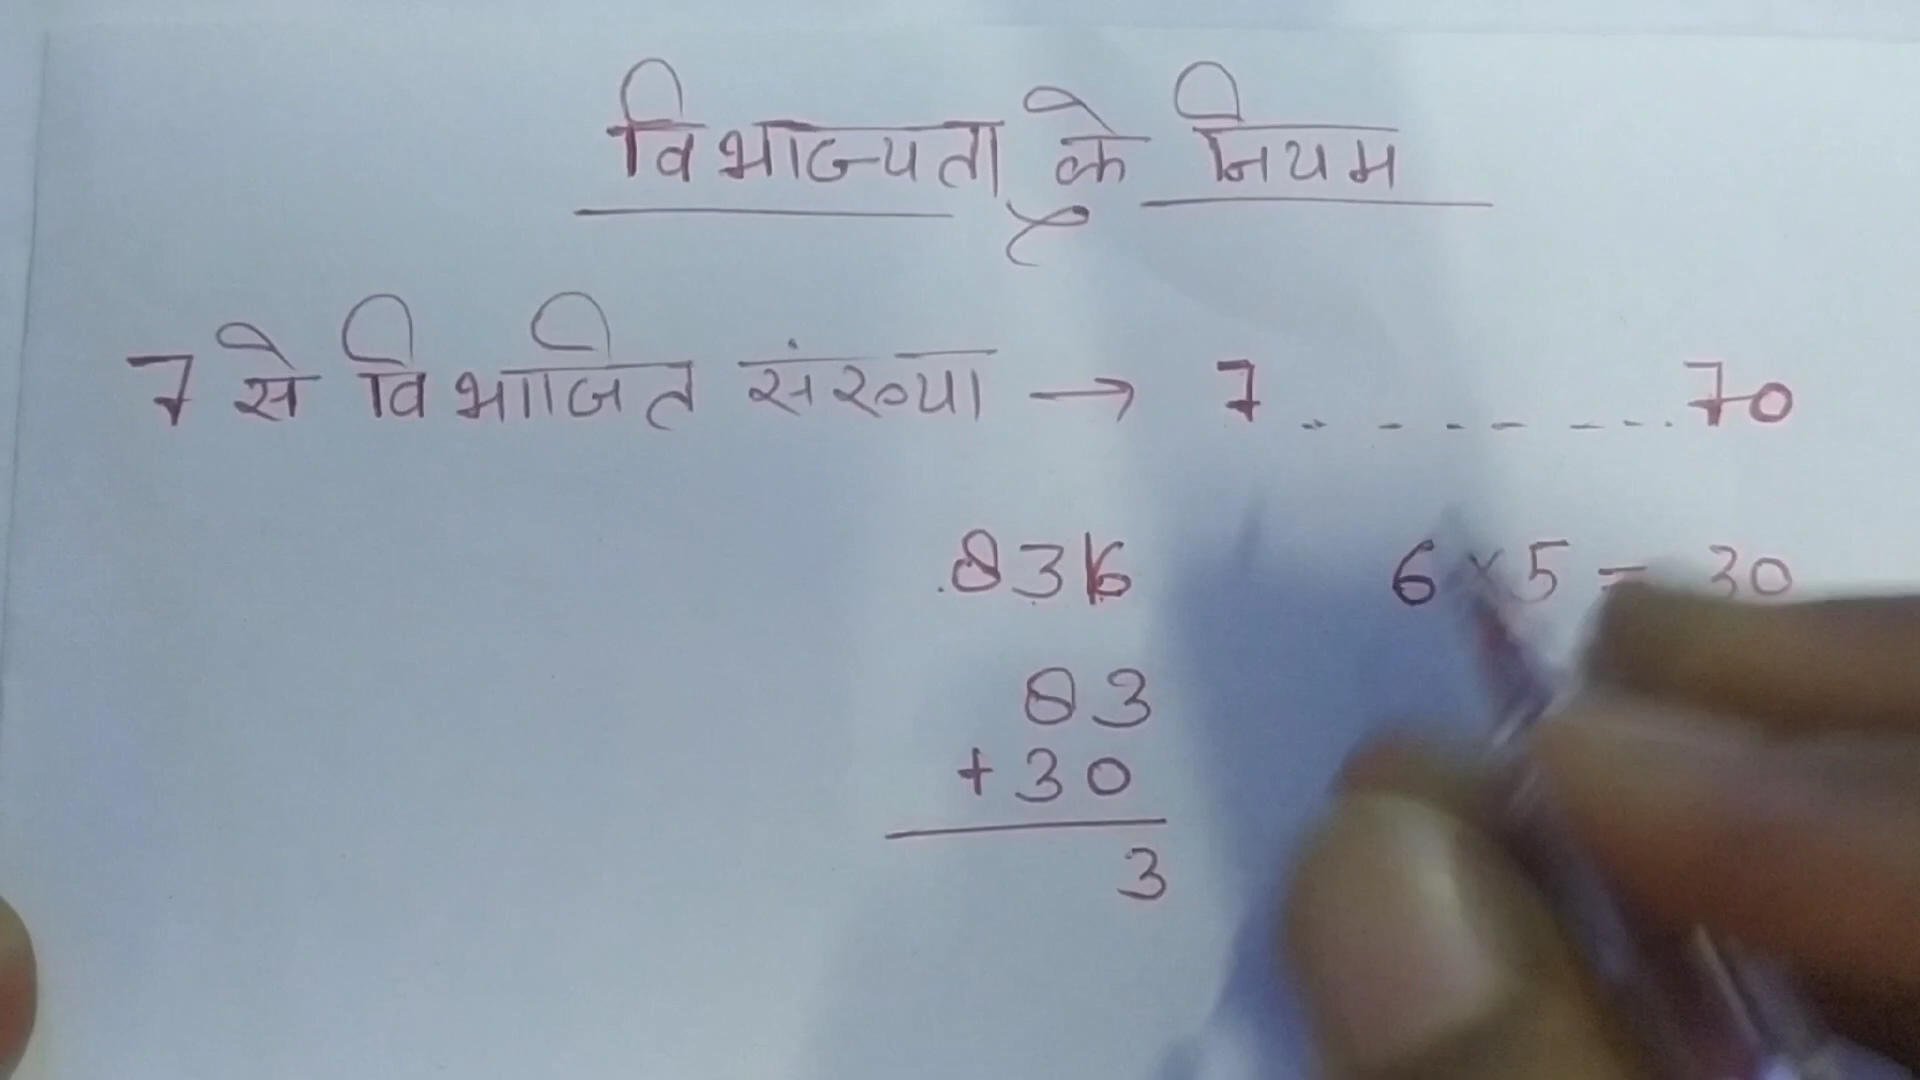 विभाज्यता के नियम
7 से विभाजित संख्या → 7 . - - - - - . . 70
836 6 × 5 = 30
83
+ 30
3